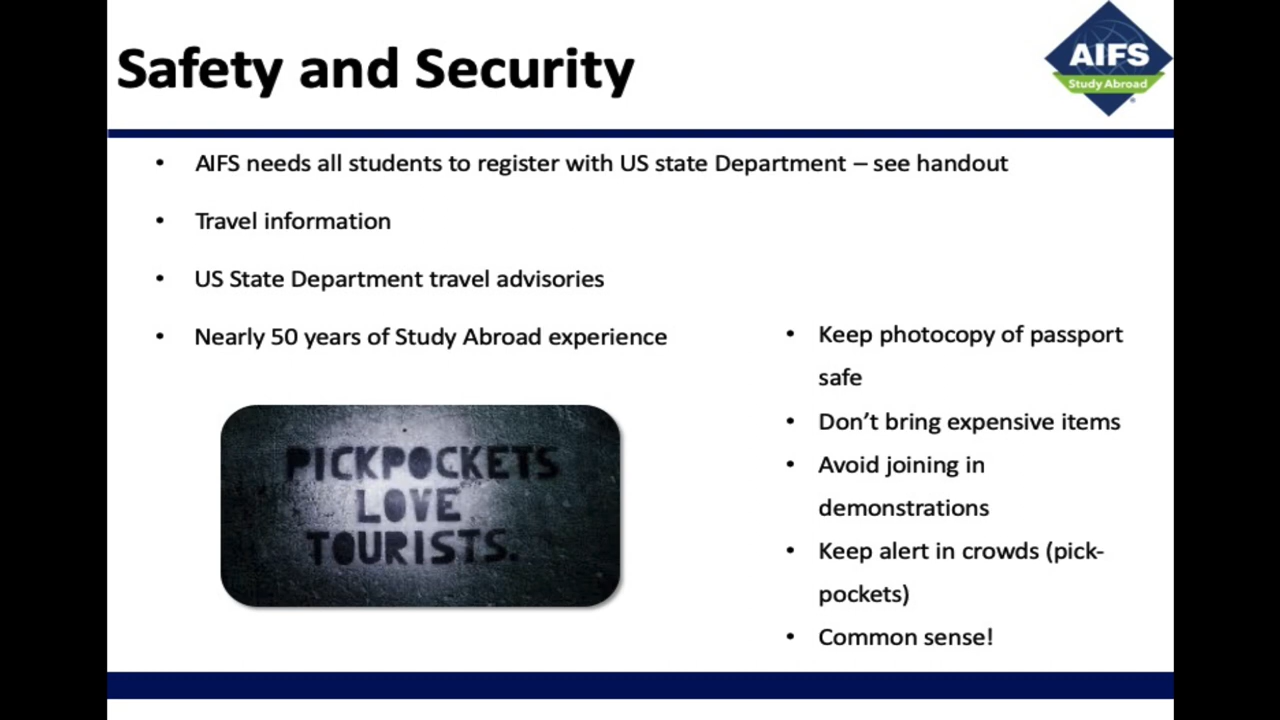 Safety and Security
AIFS
Study Abroad
• AIFS needs all students to register with US state Department – see handout
• Travel information
• US State Department travel advisories
• Nearly 50 years of Study Abroad experience
PICKPOCKETS
LOVE
TOURISTS.
• Keep photocopy of passport
safe
• Don’t bring expensive items
• Avoid joining in
demonstrations
• Keep alert in crowds (pick-
pockets)
• Common sense!